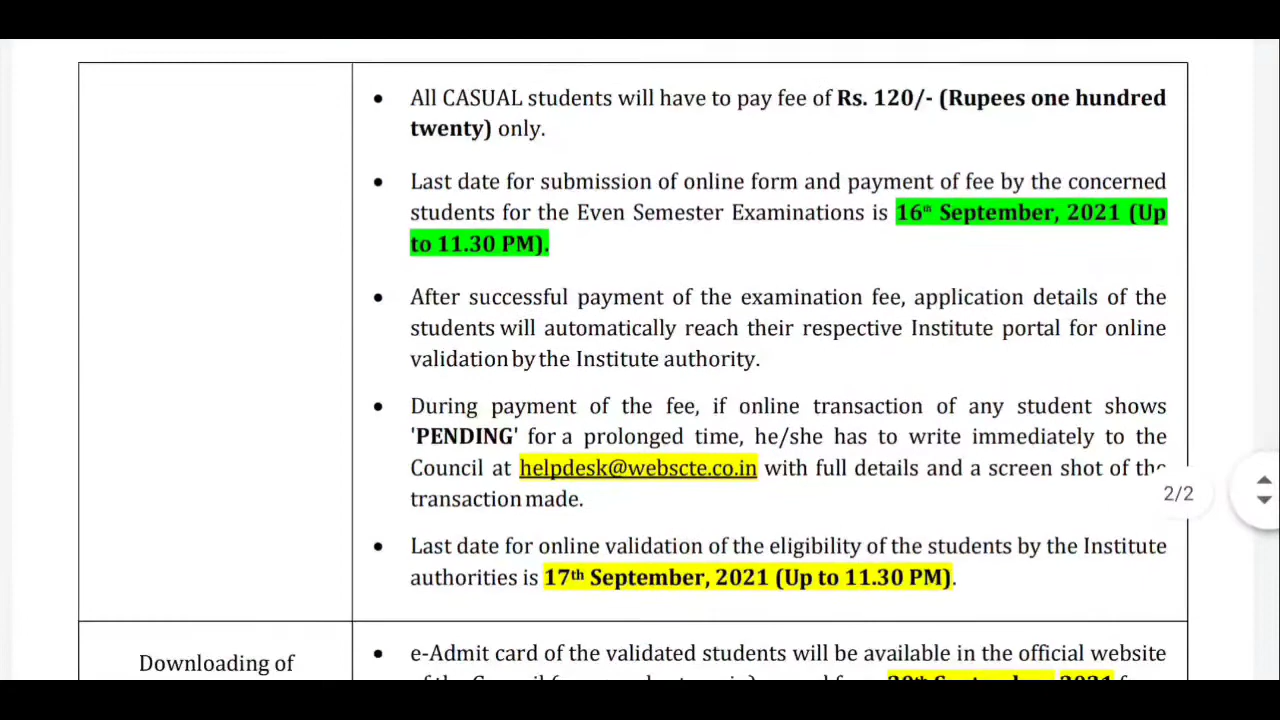 • All CASUAL students will have to pay fee of Rs. 120/- (Rupees one hundred
twenty) only.
• Last date for submission of online form and payment of fee by the concerned
students for the Even Semester Examinations is 16th September, 2021 (Up
to 11.30 PM).
• After successful payment of the examination fee, application details of the
students will automatically reach their respective Institute portal for online
validation by the Institute authority.
• During payment of the fee, if online transaction of any student shows
'PENDING' for a prolonged time, he/she has to write immediately to the
Council at helpdesk@webscte.co.in with full details and a screen shot of the
transaction made.
2/2
• Last date for online validation of the eligibility of the students by the Institute
authorities is 17th September, 2021 (Up to 11.30 PM).
Downloading of
• e-Admit card of the validated students will be available in the official website